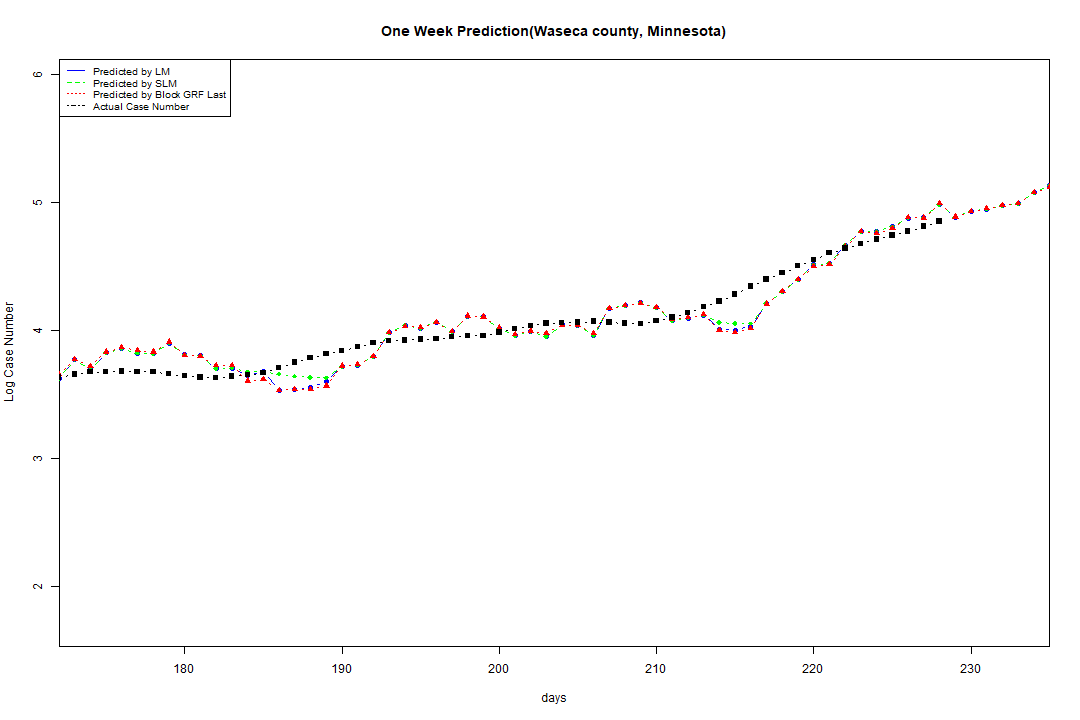 One Week Prediction(Waseca county, Minnesota)
Predicted by LM
Predicted by SLM
Predicted by Block GRF Last
Actual Case Number
Log Case Number
6
5
4
3
2
180 190 200 210 220 230
days